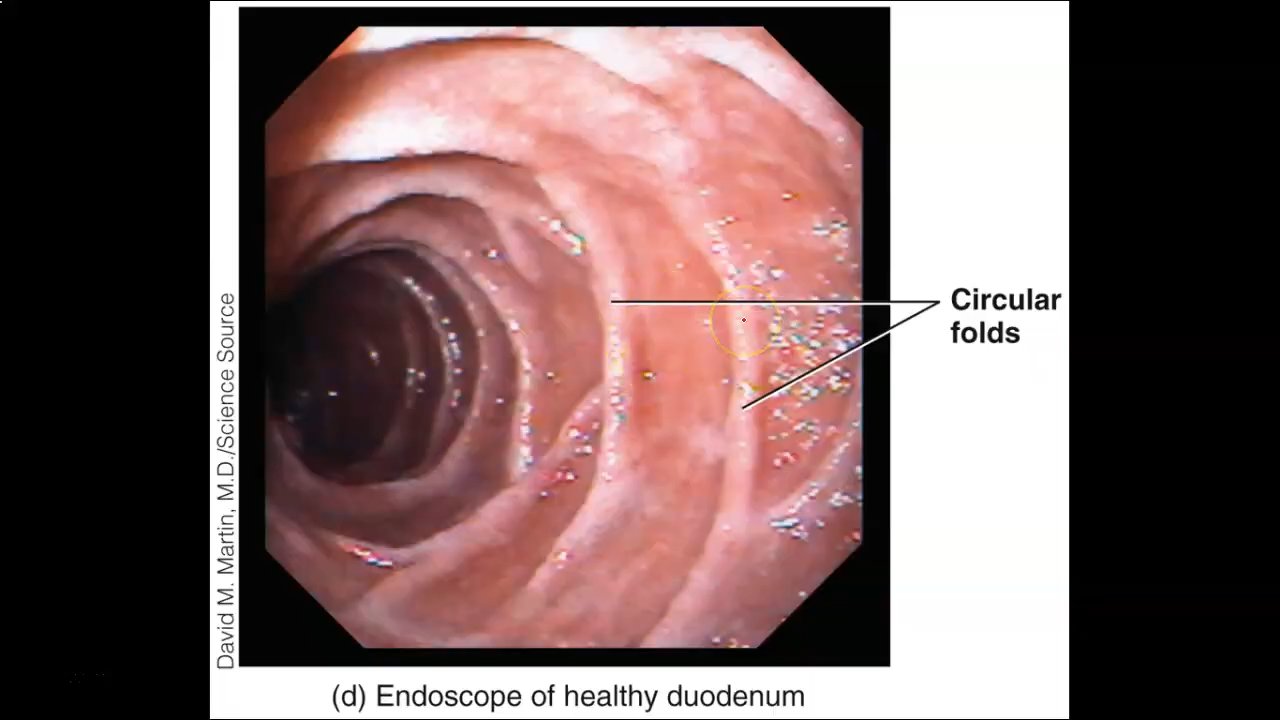 David M. Martin, M.D./Science Source
Circular
folds
(d) Endoscope of healthy duodenum